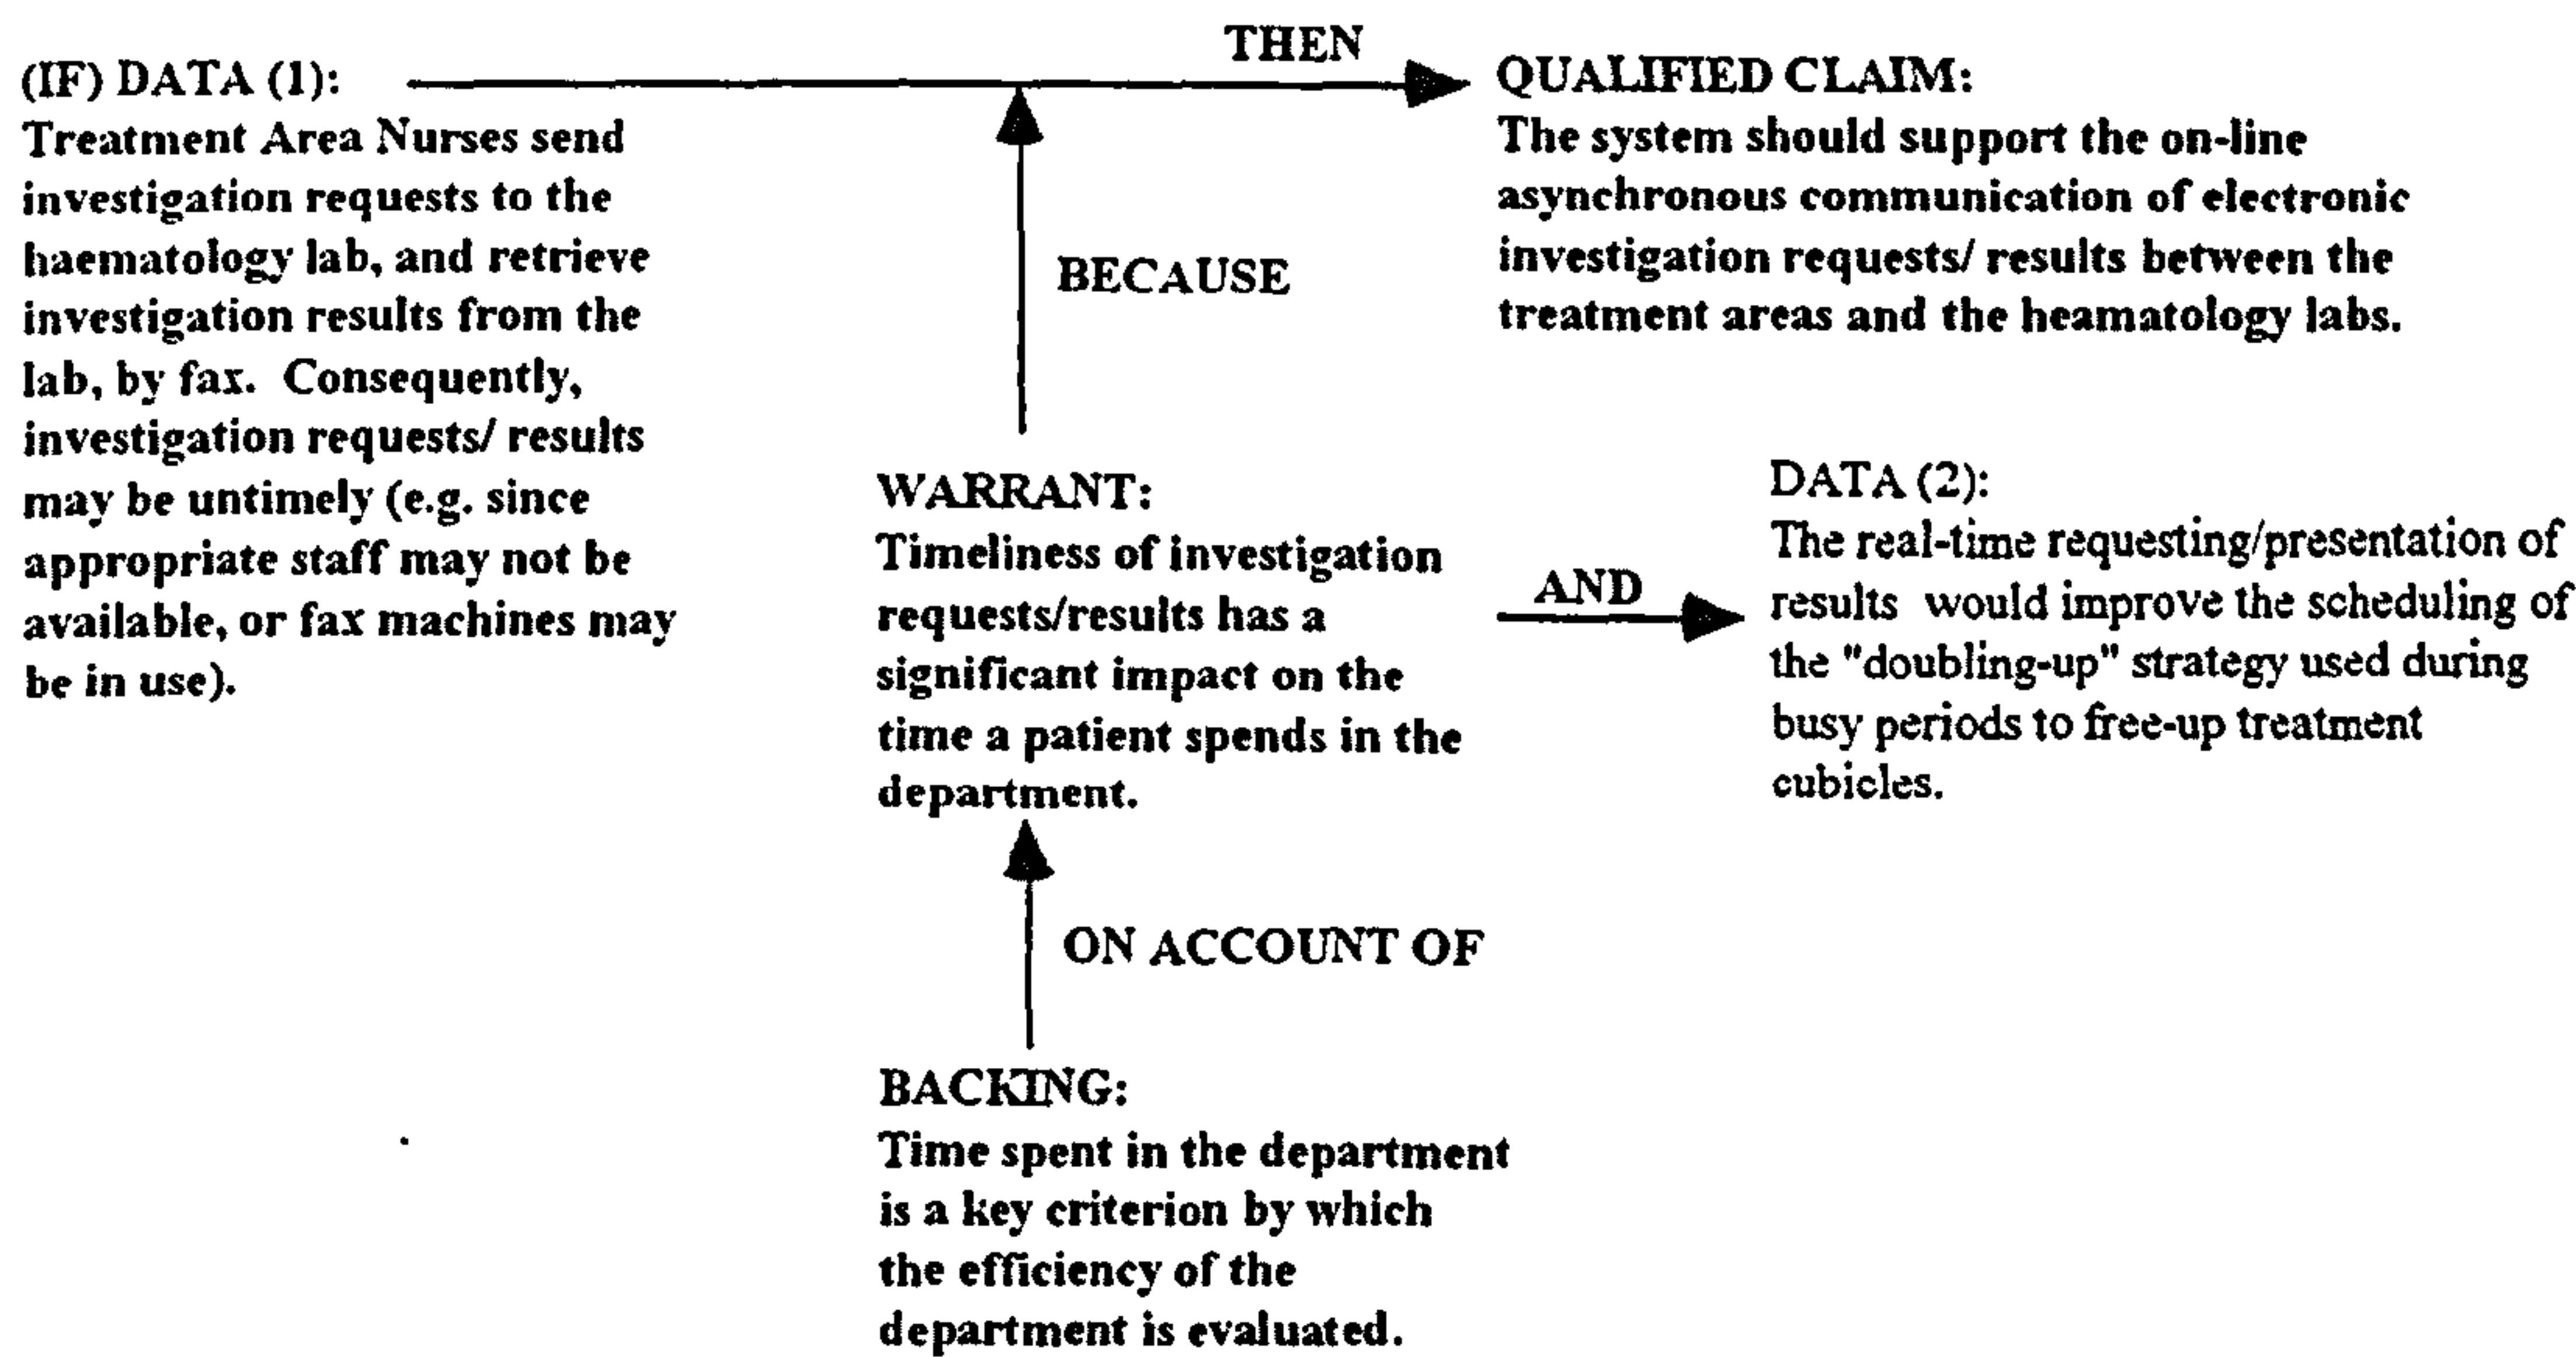 THEN
(IF) DATA (1):
Treatment Area Nurses send
investigation requests to the
haematology lab, and retrieve
investigation results from the
lab, by fax. Consequently,
investigation requests/ results
may be untimely (e.g. since
appropriate staff may not be
available, or fax machines may
be in use).
QUALIFIED CLAIM:
The system should support the on-line
asynchronous communication of electronic
investigation requests/ results between the
treatment areas and the heamatology labs.
BECAUSE
WARRANT:
Timeliness of investigation
requests/results has a
significant impact on the
time a patient spends in the
department.
AND
DATA (2):
The real-time requesting/presentation of
results would improve the scheduling of
the "doubling-up" strategy used during
busy periods to free-up treatment
cubicles.
ON ACCOUNT OF
BACKING:
Time spent in the department
is a key criterion by which
the efficiency of the
department is evaluated.